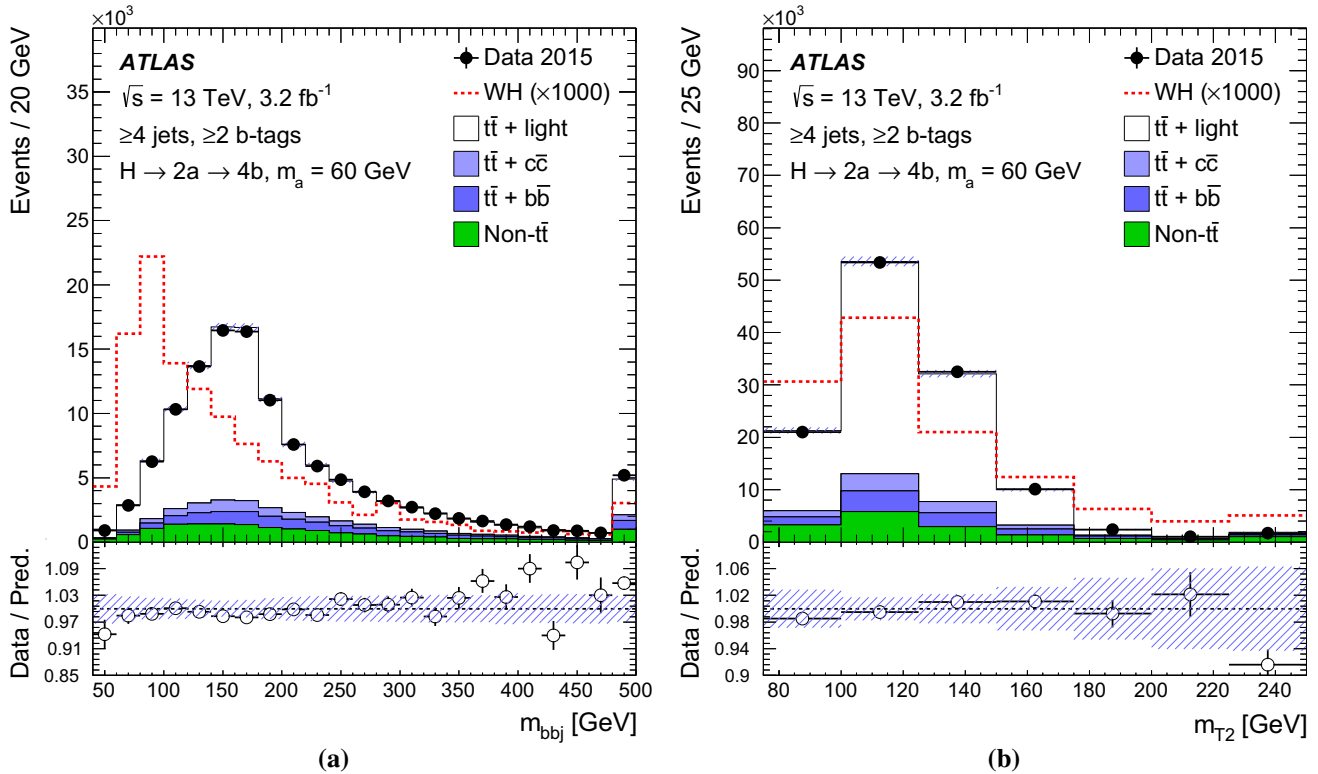 ×10³
Events / 20 GeV
ATLAS
√s = 13 TeV, 3.2 fb⁻¹
≥4 jets, ≥2 b-tags
H → 2a → 4b, mₐ = 60 GeV
Data 2015
WH (×1000)
tt̄ + light
tt̄ + cc̄
tt̄ + bb̄
Non-tt̄
35
30
25
20
15
10
5
0
Data / Pred.
1.09
1.03
0.97
0.91
0.85
50 100 150 200 250 300 350 400 450 500
m_bbj [GeV]
(a)
×10³
Events / 25 GeV
ATLAS
√s = 13 TeV, 3.2 fb⁻¹
≥4 jets, ≥2 b-tags
H → 2a → 4b, mₐ = 60 GeV
Data 2015
WH (×1000)
tt̄ + light
tt̄ + cc̄
tt̄ + bb̄
Non-tt̄
90
80
70
60
50
40
30
20
10
0
Data / Pred.
1.06
1.02
0.98
0.94
0.9
80 100 120 140 160 180 200 220 240
m_T2 [GeV]
(b)